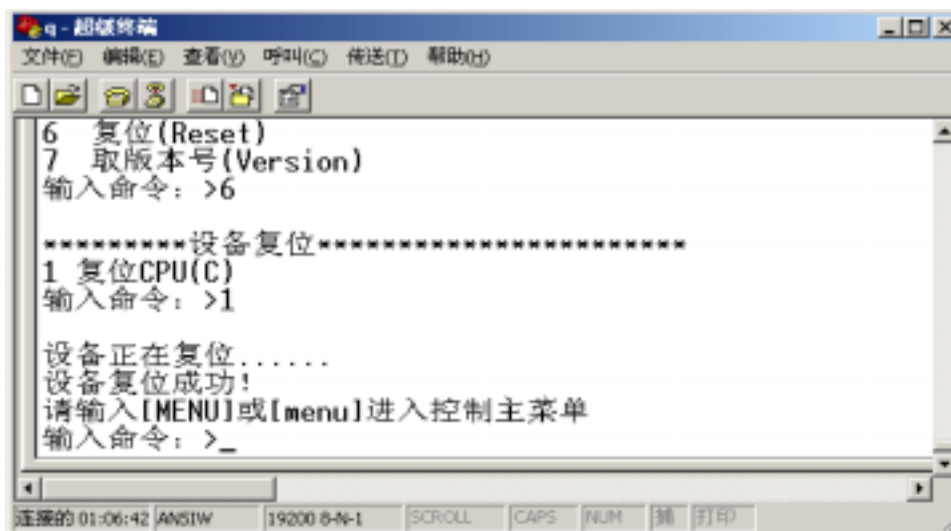 q - 超级终端
文件(F) 编辑(E) 查看(V) 呼叫(C) 传送(T) 帮助(H)
6 复位(Reset)
7 取版本号(Version)
输入命令: >6
*********设备复位***********************
1 复位CPU(C)
输入命令: >1
设备正在复位......
设备复位成功!
请输入[MENU]或[menu]进入控制主菜单
输入命令: >_
连接的 01:06:42 ANSIW 19200 8-N-1 SCROLL CAPS NUM 捕 打印